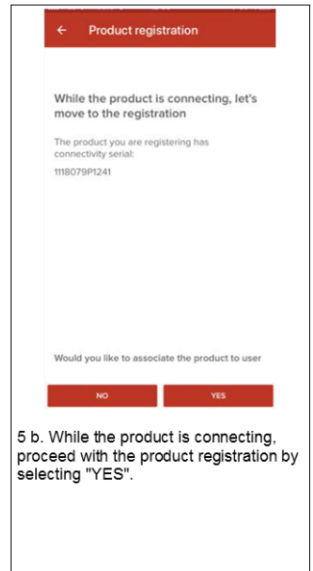 ← Product registration
While the product is connecting, let's
move to the registration
The product you are registering has
connectivity serial:
1118079P1241
Would you like to associate the product to user
NO YES
5 b. While the product is connecting,
proceed with the product registration by
selecting "YES".